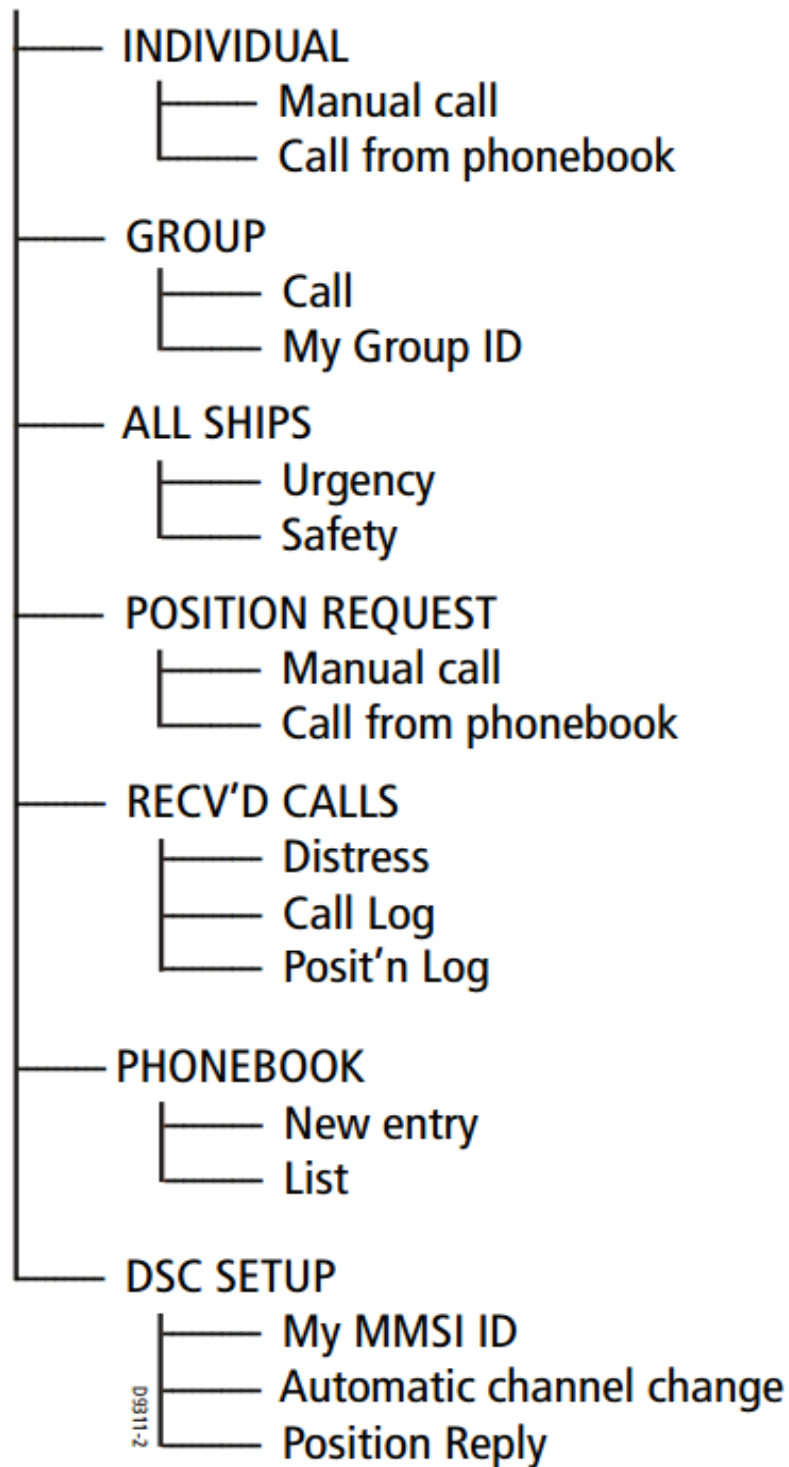 INDIVIDUAL
Manual call
Call from phonebook
GROUP
Call
My Group ID
ALL SHIPS
Urgency
Safety
POSITION REQUEST
Manual call
Call from phonebook
RECV'D CALLS
Distress
Call Log
Posit'n Log
PHONEBOOK
New entry
List
DSC SETUP
My MMSI ID
Automatic channel change
Position Reply
D9311-2